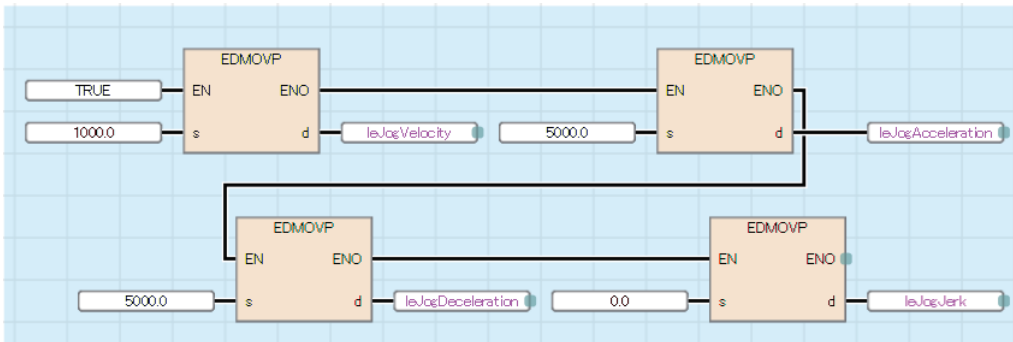 EDMOVP EDMOVP
TRUE EN ENO EN ENO
1000.0 s d leJogVelocity 5000.0 s d leJogAcceleration
EDMOVP EDMOVP
EN ENO EN ENO
5000.0 s d leJogDeceleration 0.0 s d leJogJerk